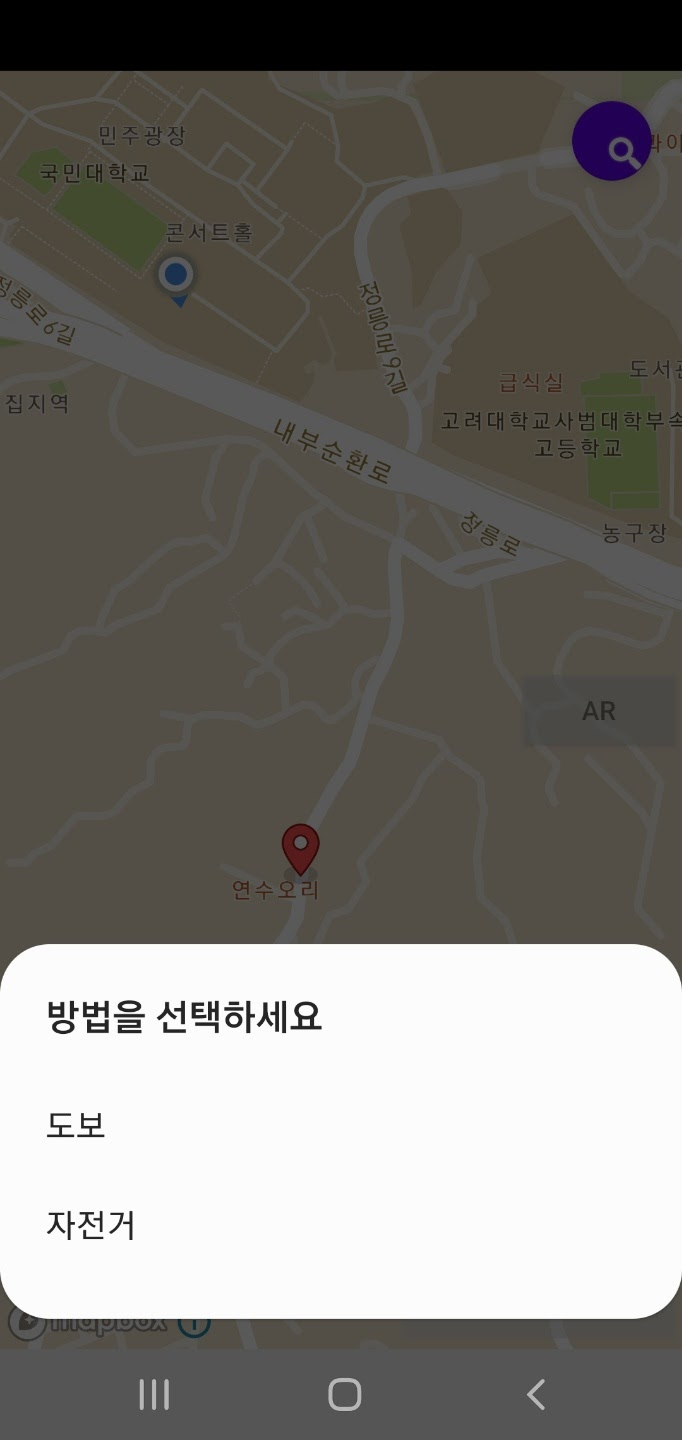 민주광장
국민대학교
콘서트홀
정릉로6길
정릉로9길
집지역
급식실
고려대학교사범대학부속
고등학교
내부순환로
정릉로
농구장
AR
연수오리
방법을 선택하세요
도보
자전거
mapbox